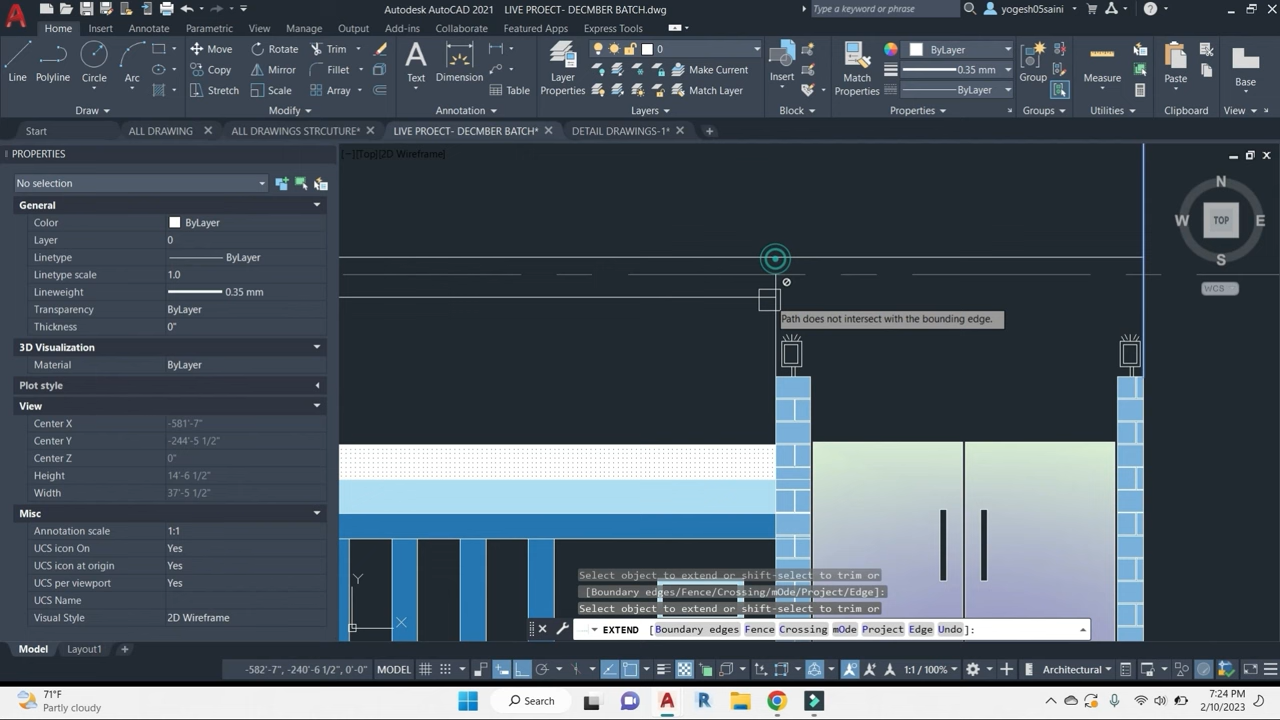 Autodesk AutoCAD 2021 LIVE PROJECT- DECMBER BATCH.dwg
Type a keyword or phrase
yogesh05saini
Home Insert Annotate Parametric View Manage Output Collaborate Featured Apps Express Tools
Move Rotate Trim
Copy Mirror Fillet
Stretch Scale Array
Line Polyline Circle Arc
Text Dimension
Table
Layer Properties
0
Make Current
Match Layer
Insert
Match Properties
ByLayer
0.35 mm
ByLayer
Group
Measure
Paste
Base
Draw Modify Annotation Layers Block Properties Groups Utilities Clipboard View
Start ALL DRAWING ALL DRAWINGS STRCUTURE* LIVE PROJECT- DECMBER BATCH* DETAIL DRAWINGS-1*
PROPERTIES
[−][Top][2D Wireframe]
No selection
General
Color ByLayer
Layer 0
Linetype ByLayer
Linetype scale 1.0
Lineweight 0.35 mm
Transparency ByLayer
Thickness 0"
3D Visualization
Material ByLayer
Plot style
View
Center X -581'-7"
Center Y -244'-5 1/2"
Center Z 0"
Height 14'-6 1/2"
Width 37'-5 1/2"
Misc
Annotation scale 1:1
UCS icon On Yes
UCS icon at origin Yes
UCS per viewport Yes
UCS Name
Visual Style 2D Wireframe
N
W TOP E
S
WCS
Path does not intersect with the bounding edge.
Y
X
Select object to extend or shift-select to trim or
[Boundary edges/Fence/Crossing/mOde/Project/Edge]:
Select object to extend or shift-select to trim or
EXTEND [Boundary edges Fence Crossing mOde Project Edge Undo]:
Model Layout1
-582'-7", -240'-6 1/2", 0'-0" MODEL 1:1 / 100% Architectural
71°F
Partly cloudy
Search
7:24 PM
2/10/2023